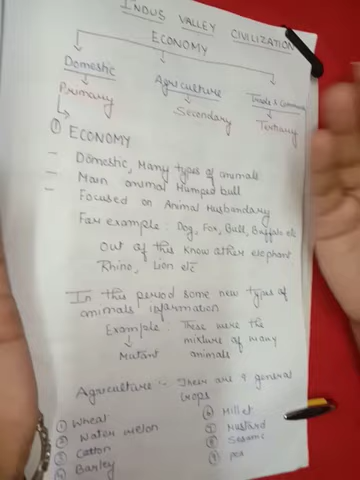 INDUS VALLEY CIVILIZATION
ECONOMY
Domestic Agriculture Trade & Commerce
Primary Secondary Tertiary
① ECONOMY
– Domestic, Many types of animals
– Main animal Humped bull
– Focused on Animal Husbandary
For example : Dog, Fox, Bull, Buffalo etc
Out of this know other elephant
Rhino, Lion etc
In this period some new types of
animals information
Example : These were the
Mutant mixture of many
animals
Agriculture :- There are 9 general
crops
① Wheat
② Water melon
③ Cotton
④ Barley
⑥ Millet
⑦ Mustard
⑧ Sesamic
⑨ pea